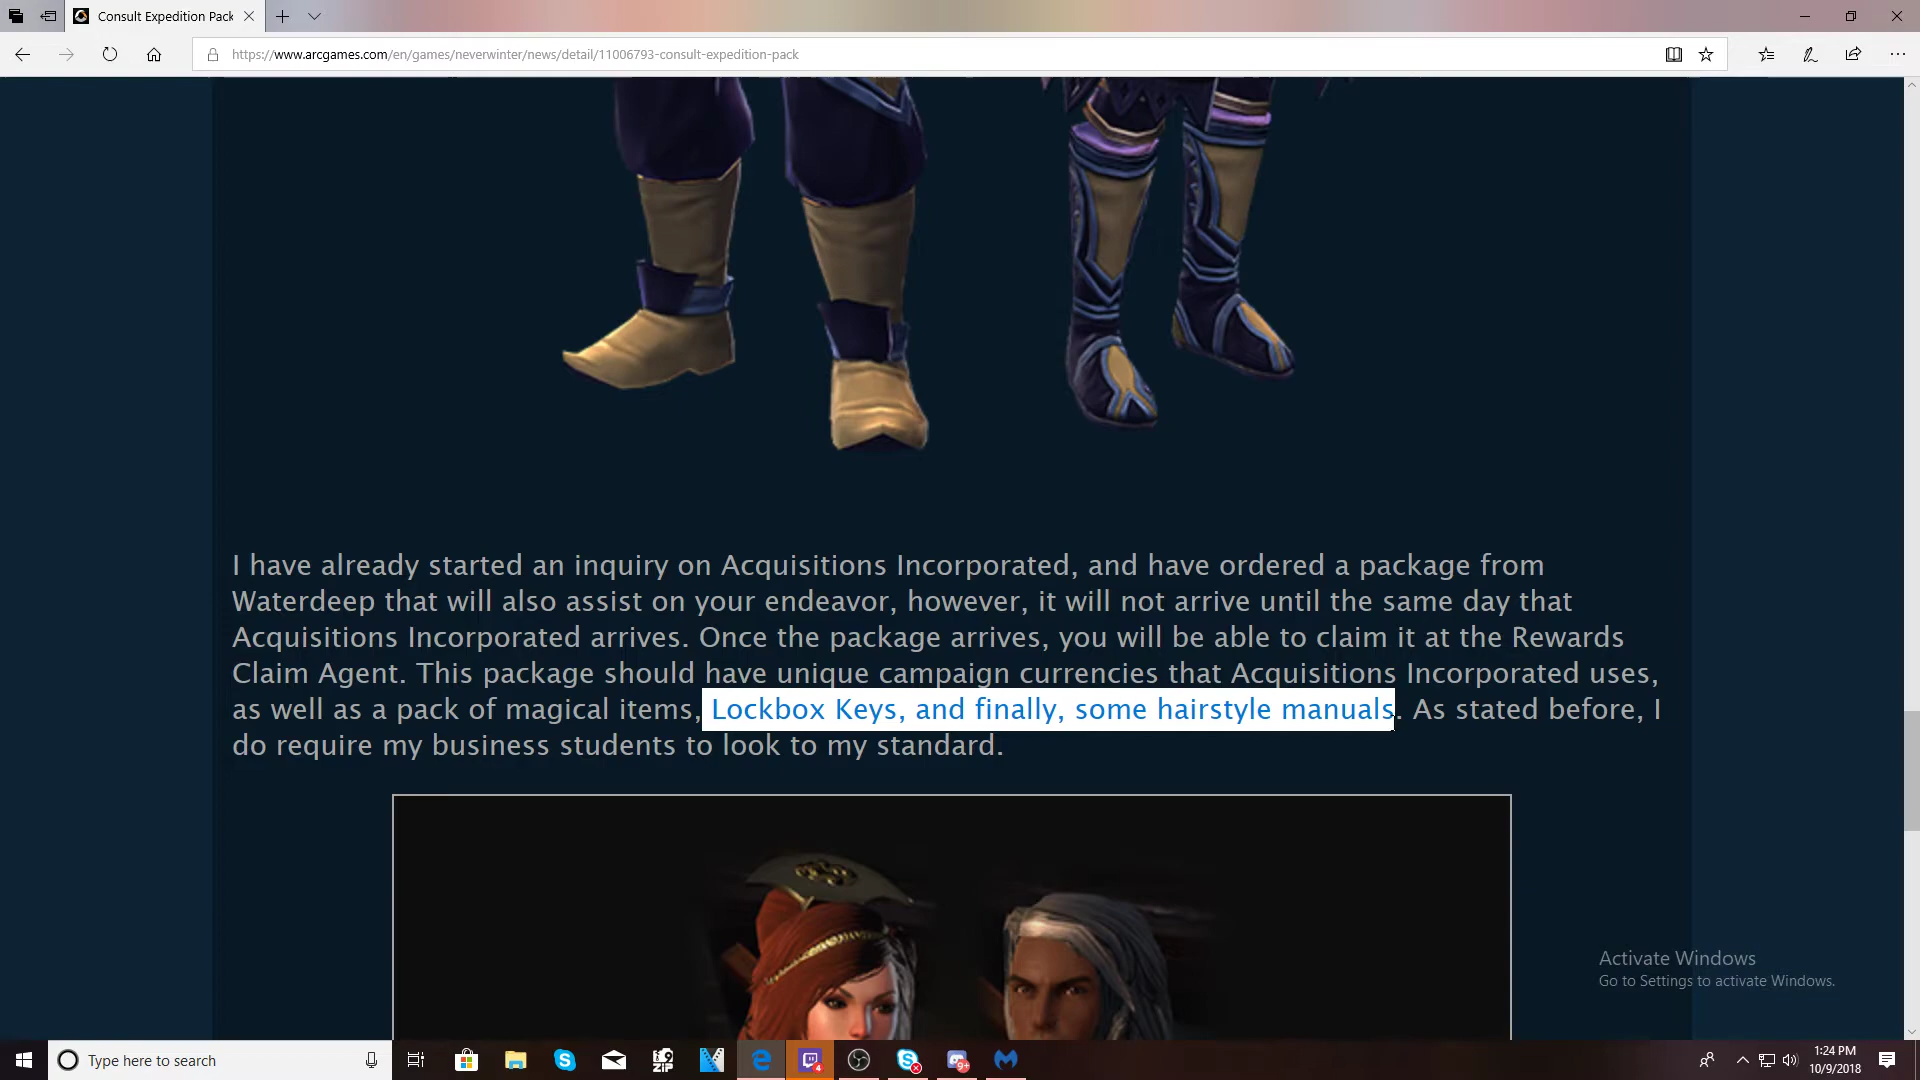 Consult Expedition Pack
https://www.arcgames.com/en/games/neverwinter/news/detail/11006793-consult-expedition-pack
I have already started an inquiry on Acquisitions Incorporated, and have ordered a package from
Waterdeep that will also assist on your endeavor, however, it will not arrive until the same day that
Acquisitions Incorporated arrives. Once the package arrives, you will be able to claim it at the Rewards
Claim Agent. This package should have unique campaign currencies that Acquisitions Incorporated uses,
as well as a pack of magical items, Lockbox Keys, and finally, some hairstyle manuals. As stated before, I
do require my business students to look to my standard.
Activate Windows
Go to Settings to activate Windows.
Type here to search
ZIP
4
9+
1:24 PM
10/9/2018